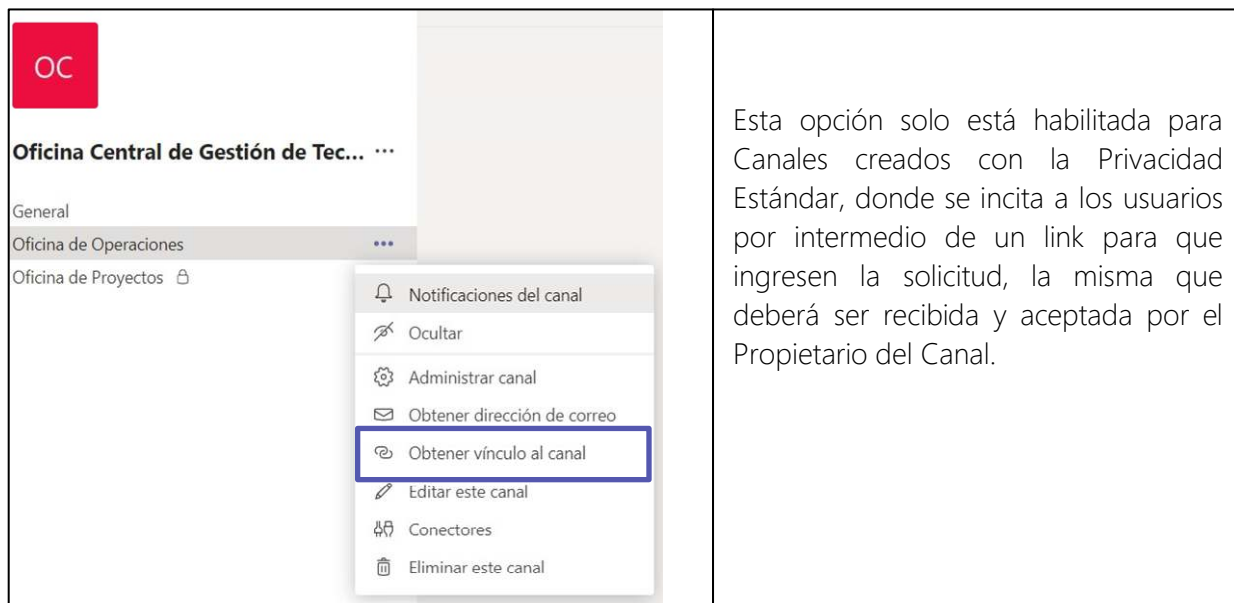 OC
Oficina Central de Gestión de Tec... ...
General
Oficina de Operaciones ...
Oficina de Proyectos
Notificaciones del canal
Ocultar
Administrar canal
Obtener dirección de correo
Obtener vínculo al canal
Editar este canal
Conectores
Eliminar este canal
Esta opción solo está habilitada para
Canales creados con la Privacidad
Estándar, donde se incita a los usuarios
por intermedio de un link para que
ingresen la solicitud, la misma que
deberá ser recibida y aceptada por el
Propietario del Canal.